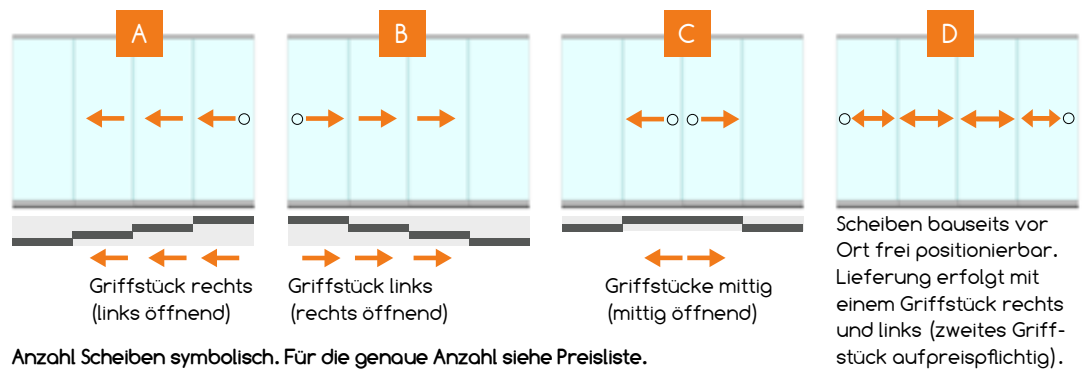 A
B
C
D
Griffstück rechts
(links öffnend)
Griffstück links
(rechts öffnend)
Griffstücke mittig
(mittig öffnend)
Scheiben bauseits vor
Ort frei positionierbar.
Lieferung erfolgt mit
einem Griffstück rechts
und links (zweites Griff-
stück aufpreispflichtig).
Anzahl Scheiben symbolisch. Für die genaue Anzahl siehe Preisliste.